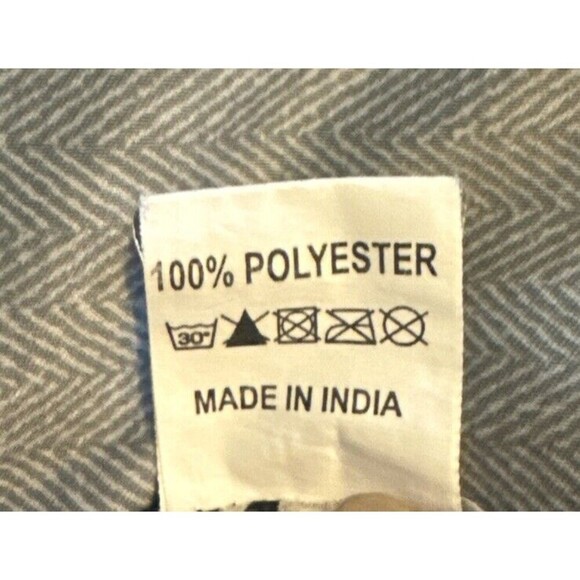 100% POLYESTER
30°
MADE IN INDIA